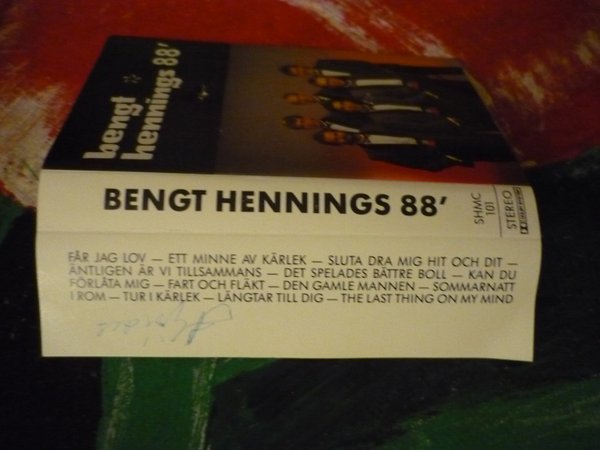 bengt
hennings 88'
BENGT HENNINGS 88'
SHMC
101
STEREO
FÅR JAG LOV — ETT MINNE AV KÄRLEK — SLUTA DRA MIG HIT OCH DIT —
ÄNTLIGEN ÄR VI TILLSAMMANS — DET SPELADES BÄTTRE BOLL — KAN DU
FÖRLÅTA MIG — FART OCH FLÄKT — DEN GAMLE MANNEN — SOMMARNATT
I ROM — TUR I KÄRLEK — LÄNGTAR TILL DIG — THE LAST THING ON MY MIND